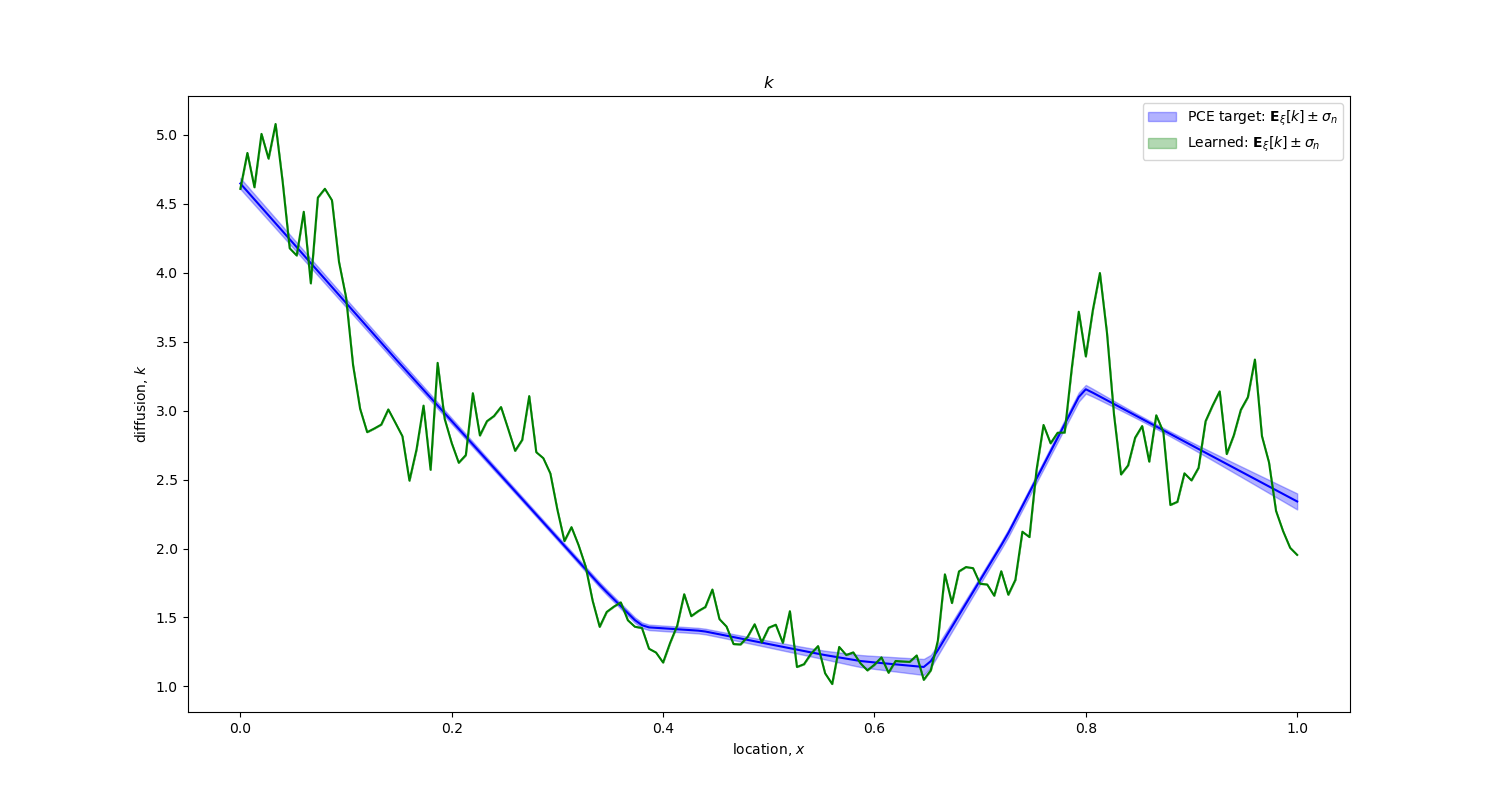 k
PCE target: E_ξ[k] ± σ_n
Learned: E_ξ[k] ± σ_n
5.0
4.5
4.0
3.5
3.0
2.5
2.0
1.5
1.0
diffusion, k
0.0 0.2 0.4 0.6 0.8 1.0
location, x